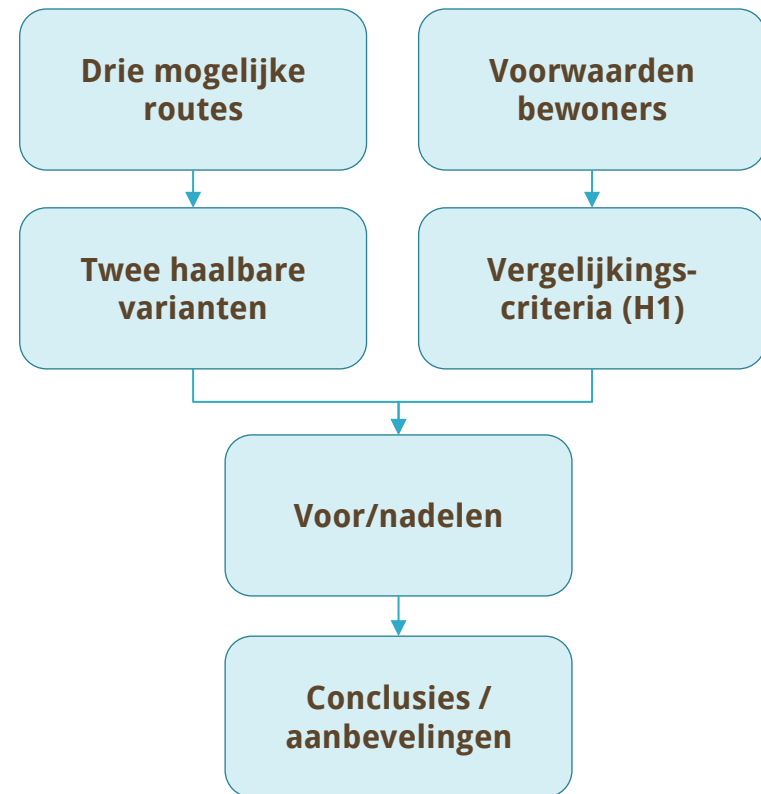 Drie mogelijke
routes
Voorwaarden
bewoners
Twee haalbare
varianten
Vergelijkings-
criteria (H1)
Voor/nadelen
Conclusies /
aanbevelingen